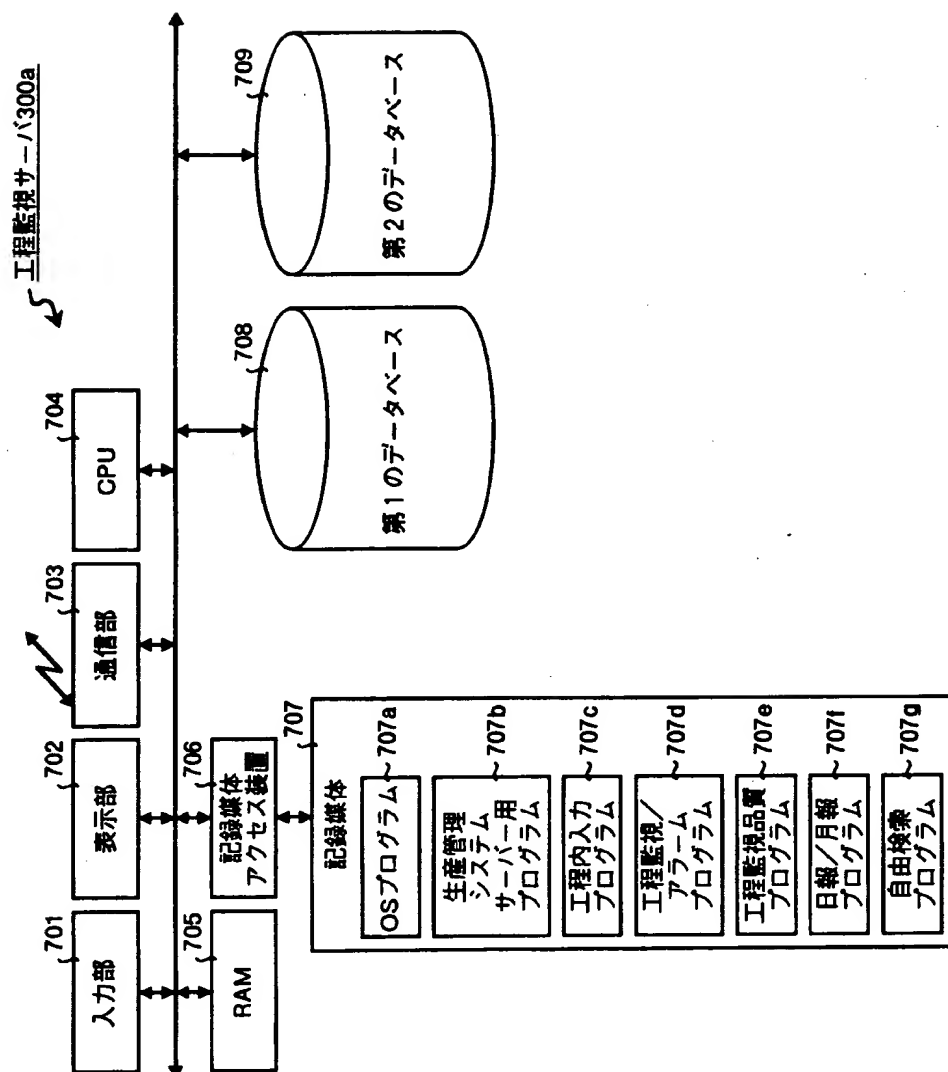 工程監視サーバ300a
701
入力部
702
表示部
703
通信部
704
CPU
705
RAM
706
記録媒体
アクセス装置
707
記録媒体
OSプログラム
707a
生産管理
システム
サーバー用
プログラム
707b
工程内入力
プログラム
707c
工程監視/
アラーム
プログラム
707d
工程監視品質
プログラム
707e
日報/月報
プログラム
707f
自由検索
プログラム
707g
708
第1のデータベース
709
第2のデータベース